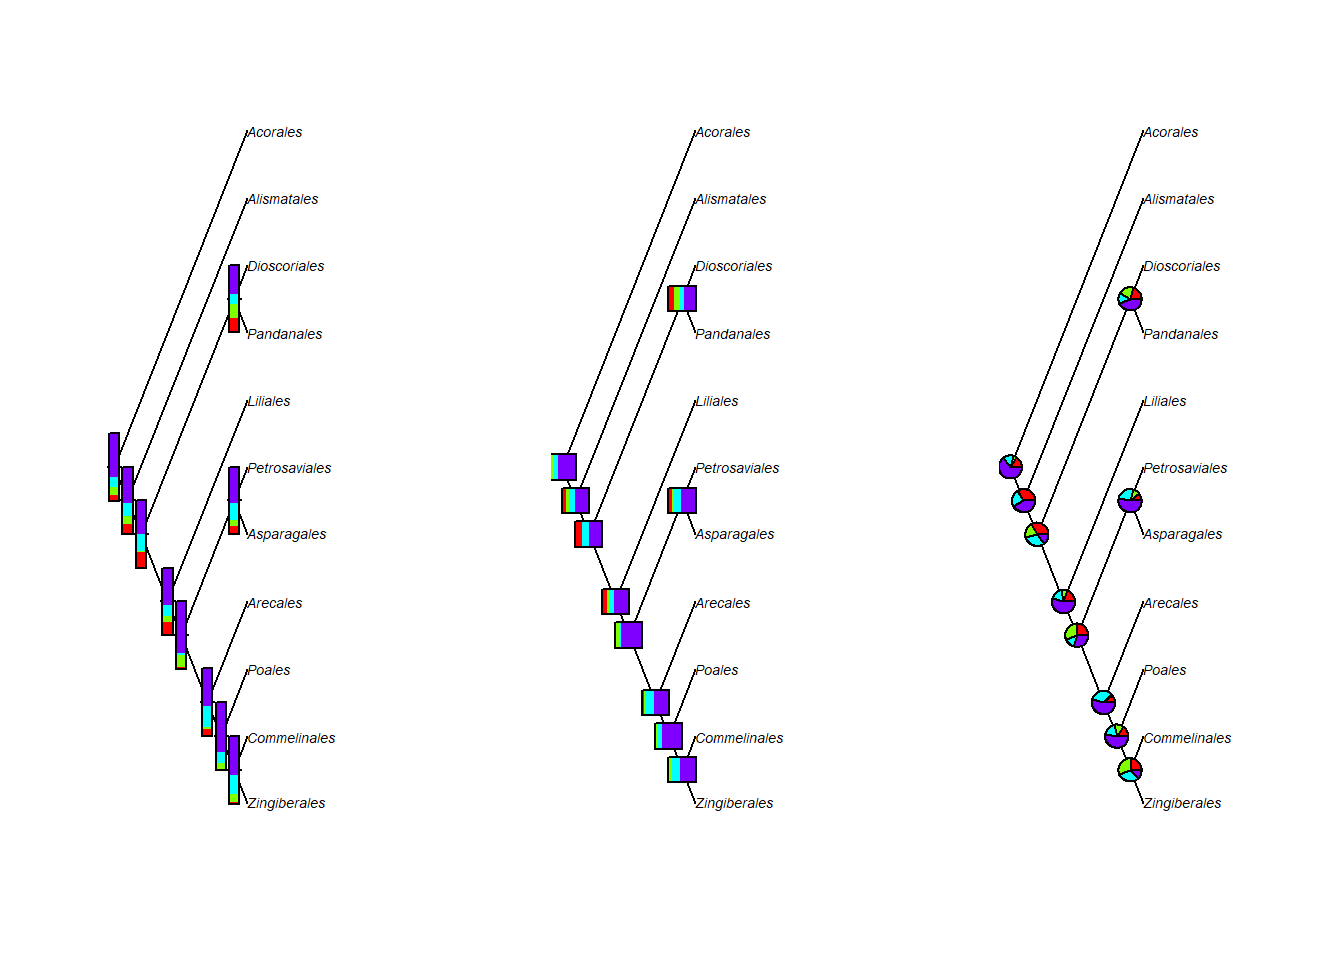 Acorales
Alismatales
Dioscoriales
Pandanales
Liliales
Petrosaviales
Asparagales
Arecales
Poales
Commelinales
Zingiberales
Acorales
Alismatales
Dioscoriales
Pandanales
Liliales
Petrosaviales
Asparagales
Arecales
Poales
Commelinales
Zingiberales
Acorales
Alismatales
Dioscoriales
Pandanales
Liliales
Petrosaviales
Asparagales
Arecales
Poales
Commelinales
Zingiberales